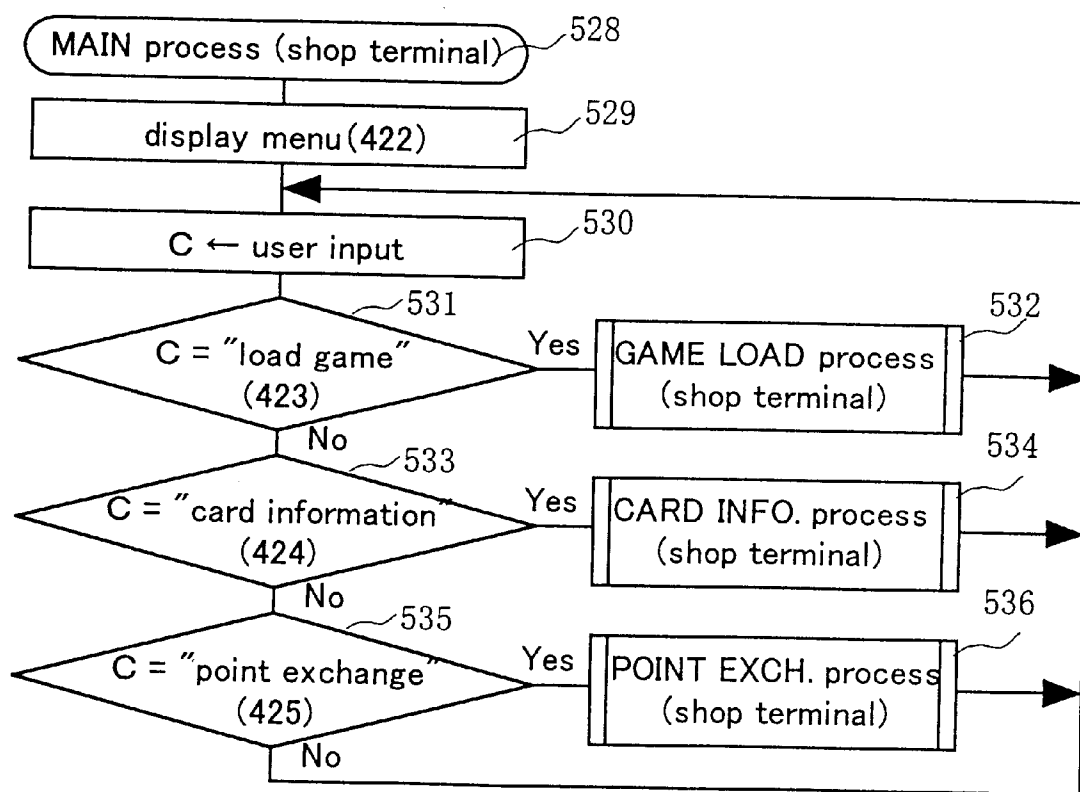 MAIN process (shop terminal)
528
display menu(422)
529
C ← user input
530
531
C = "load game"
(423)
Yes
GAME LOAD process
(shop terminal)
532
No
533
C = "card information"
(424)
Yes
CARD INFO. process
(shop terminal)
534
No
535
C = "point exchange"
(425)
Yes
POINT EXCH. process
(shop terminal)
536
No